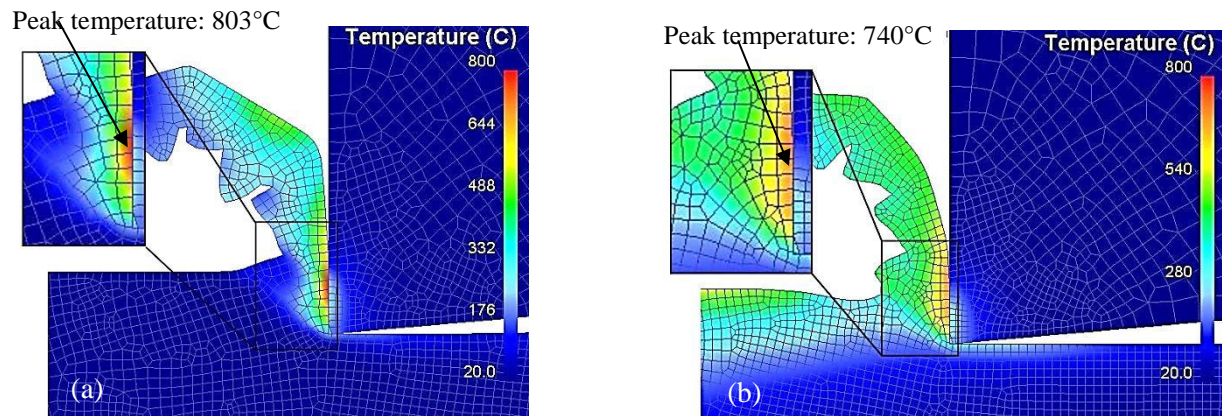 Peak temperature: 803°C
Temperature (C)
800
644
488
332
176
20.0
(a)
Peak temperature: 740°C
Temperature (C)
800
540
280
20.0
(b)